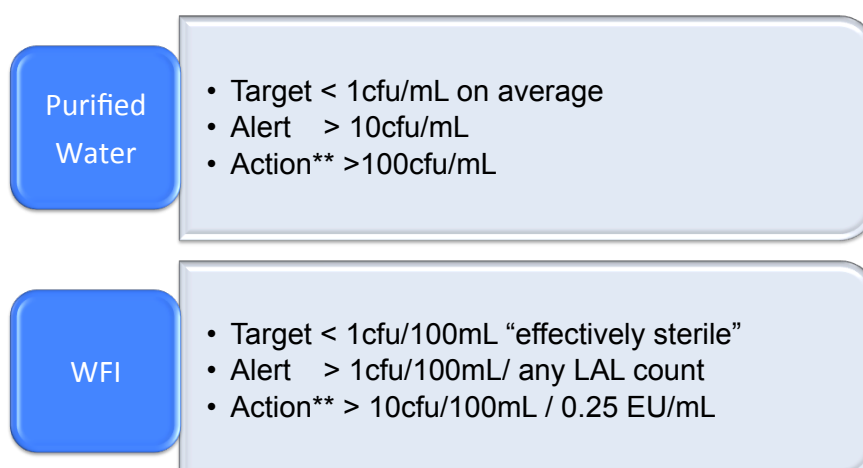 Purified
Water
• Target < 1cfu/mL on average
• Alert > 10cfu/mL
• Action** >100cfu/mL
WFI
• Target < 1cfu/100mL “effectively sterile”
• Alert > 1cfu/100mL/ any LAL count
• Action** > 10cfu/100mL / 0.25 EU/mL